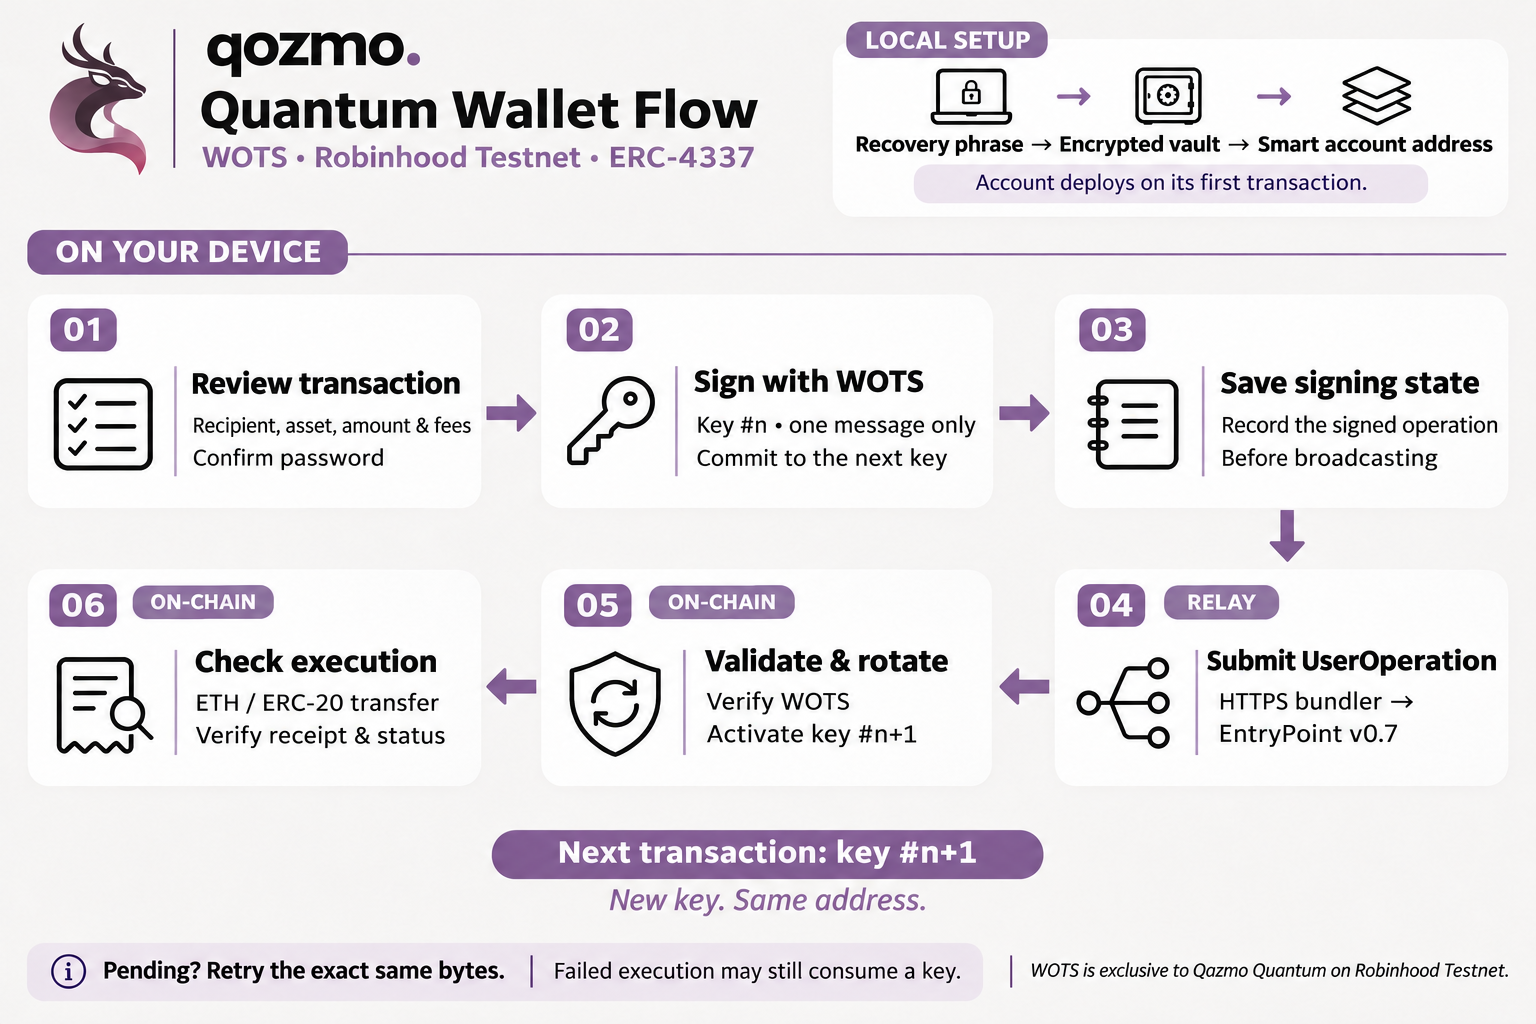 qozmo.
Quantum Wallet Flow
WOTS • Robinhood Testnet • ERC-4337
LOCAL SETUP
Recovery phrase → Encrypted vault → Smart account address
Account deploys on its first transaction.
ON YOUR DEVICE
01
Review transaction
Recipient, asset, amount & fees
Confirm password
02
Sign with WOTS
Key #n • one message only
Commit to the next key
03
Save signing state
Record the signed operation
Before broadcasting
04
RELAY
Submit UserOperation
HTTPS bundler →
EntryPoint v0.7
05
ON-CHAIN
Validate & rotate
Verify WOTS
Activate key #n+1
06
ON-CHAIN
Check execution
ETH / ERC-20 transfer
Verify receipt & status
Next transaction: key #n+1
New key. Same address.
Pending? Retry the exact same bytes.
Failed execution may still consume a key.
WOTS is exclusive to Qazmo Quantum on Robinhood Testnet.